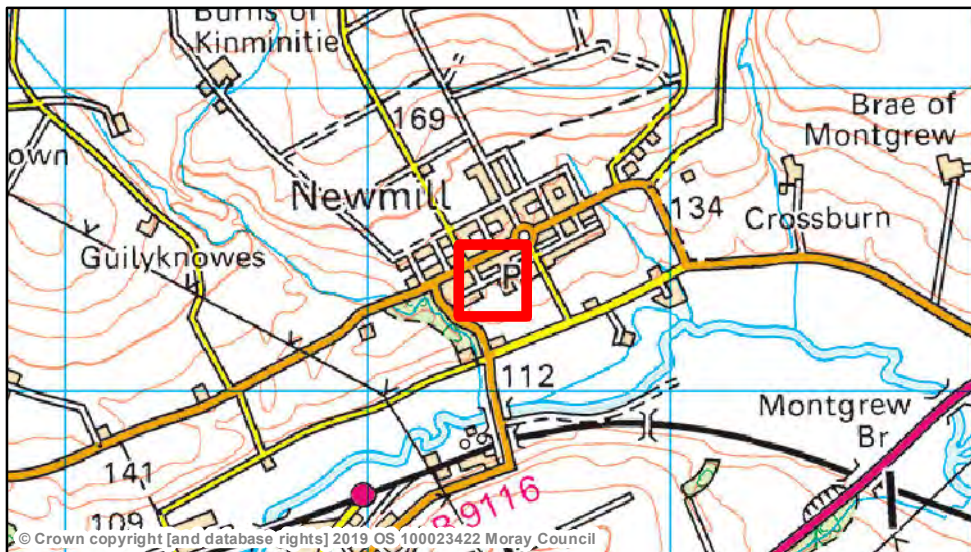 Burns of
Kinminitie
169
Brae of
Montgrew
own
Newmill
134
Crossburn
Guilyknowes
P
112
Montgrew
Br
141
109
B9116
© Crown copyright [and database rights] 2019 OS 100023422 Moray Council